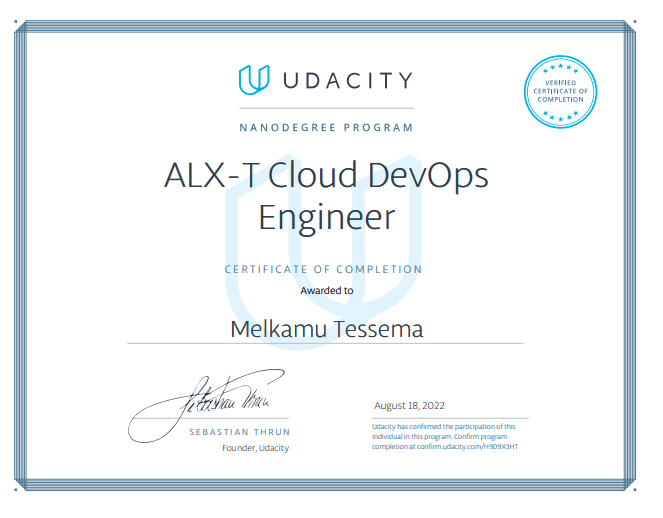 UDACITY
VERIFIED
CERTIFICATE OF
COMPLETION
NANODEGREE PROGRAM
ALX-T Cloud DevOps
Engineer
CERTIFICATE OF COMPLETION
Awarded to
Melkamu Tessema
Sebastian Thrun
SEBASTIAN THRUN
Founder, Udacity
August 18, 2022
Udacity has confirmed the participation of this
individual in this program. Confirm program
completion at confirm.udacity.com/H9D9X3HT